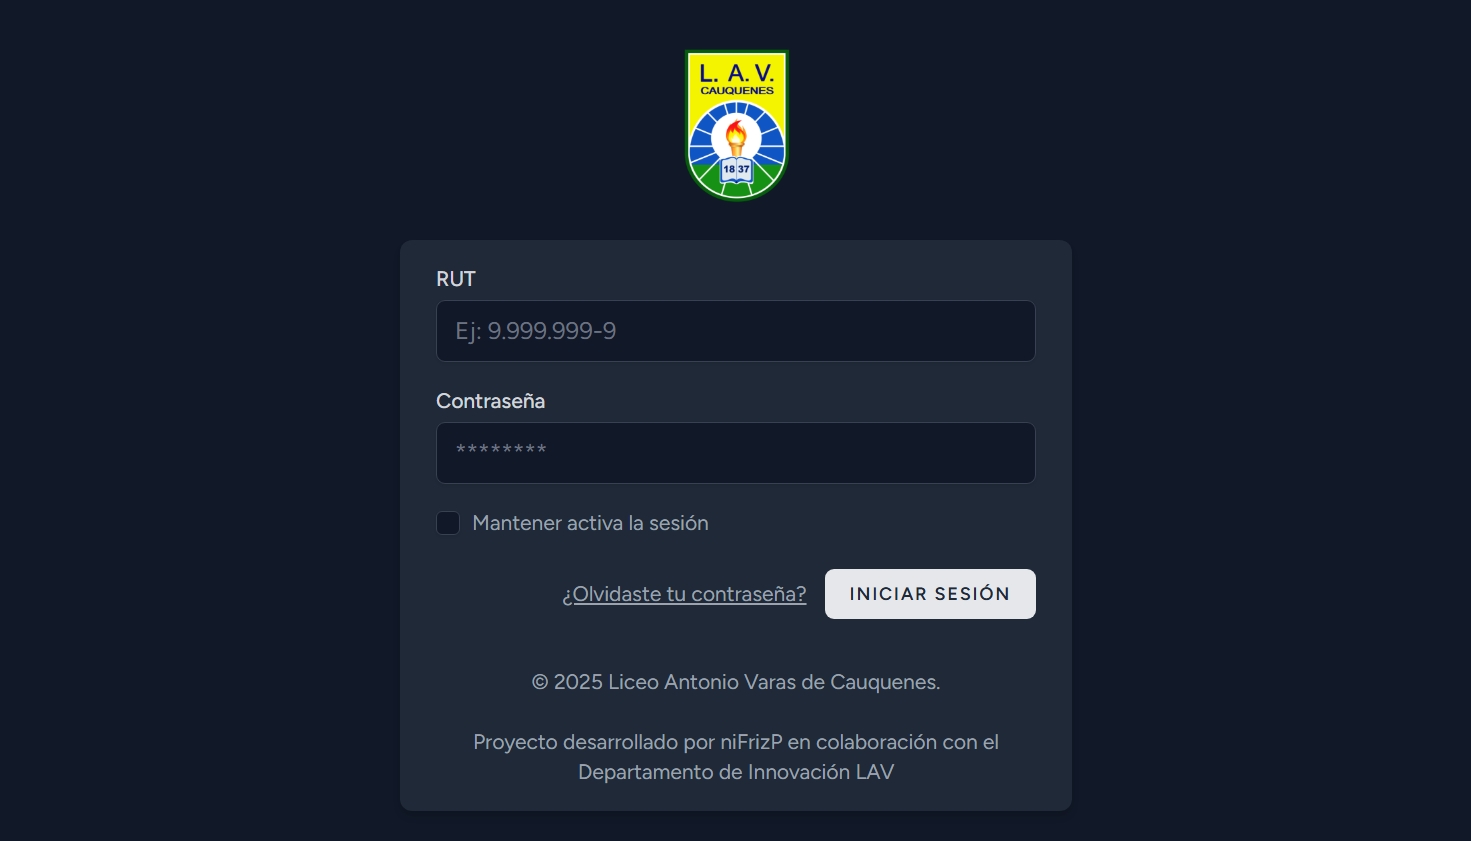 L. A. V.
CAUQUENES
18 37
RUT
Ej: 9.999.999-9
Contraseña
********
Mantener activa la sesión
¿Olvidaste tu contraseña?
INICIAR SESIÓN
© 2025 Liceo Antonio Varas de Cauquenes.
Proyecto desarrollado por niFrizP en colaboración con el
Departamento de Innovación LAV